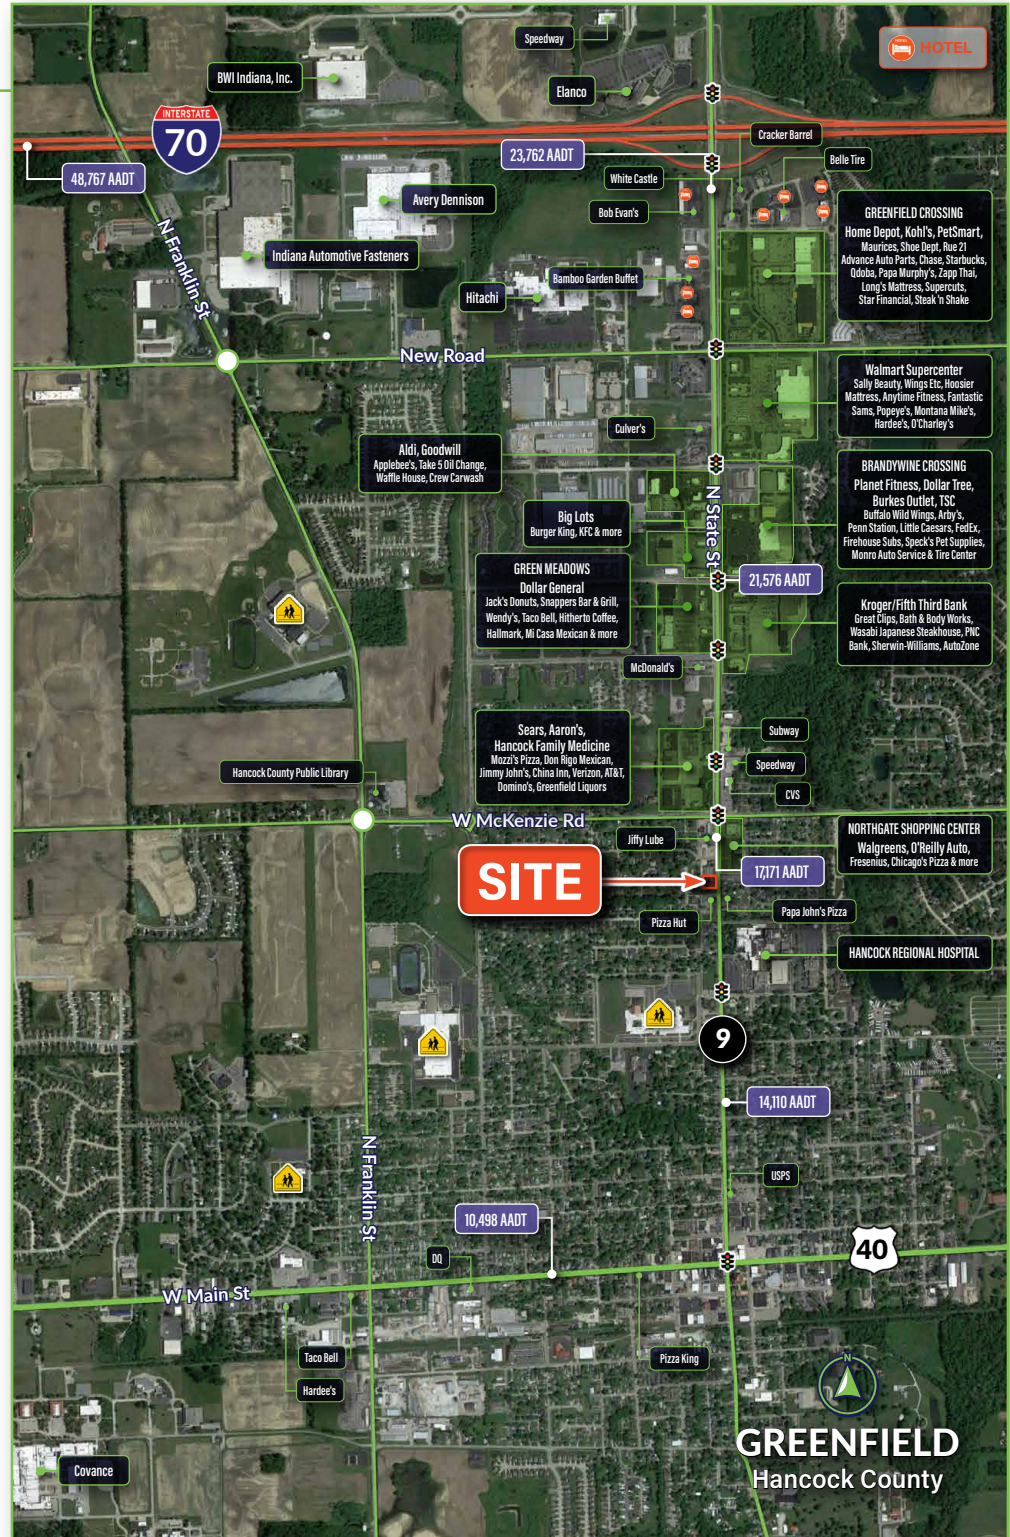 Speedway
HOTEL
HOTEL
BWI Indiana, Inc.
Elanco
INTERSTATE
70
Cracker Barrel
23,762 AADT
Belle Tire
48,767 AADT
White Castle
Avery Dennison
Bob Evan's
GREENFIELD CROSSING
Home Depot, Kohl's, PetSmart,
Maurices, Shoe Dept, Rue 21
Advance Auto Parts, Chase, Starbucks,
Qdoba, Papa Murphy's, Zapp Thai,
Long's Mattress, Supercuts,
Star Financial, Steak 'n Shake
N Franklin St
Indiana Automotive Fasteners
Bamboo Garden Buffet
Hitachi
New Road
Walmart Supercenter
Sally Beauty, Wings Etc, Hoosier
Mattress, Anytime Fitness, Fantastic
Sams, Popeye's, Montana Mike's,
Hardee's, O'Charley's
Culver's
Aldi, Goodwill
Applebee's, Take 5 Oil Change,
Waffle House, Crew Carwash
BRANDYWINE CROSSING
Planet Fitness, Dollar Tree,
Burkes Outlet, TSC
Buffalo Wild Wings, Arby's,
Penn Station, Little Caesars, FedEx,
Firehouse Subs, Speck's Pet Supplies,
Monro Auto Service & Tire Center
N State St
Big Lots
Burger King, KFC & more
GREEN MEADOWS
Dollar General
Jack's Donuts, Snappers Bar & Grill,
Wendy's, Taco Bell, Hitherto Coffee,
Hallmark, Mi Casa Mexican & more
21,576 AADT
Kroger/Fifth Third Bank
Great Clips, Bath & Body Works,
Wasabi Japanese Steakhouse, PNC
Bank, Sherwin-Williams, AutoZone
McDonald's
Sears, Aaron's,
Hancock Family Medicine
Mozzi's Pizza, Don Rigo Mexican,
Jimmy John's, China Inn, Verizon, AT&T,
Domino's, Greenfield Liquors
Subway
Speedway
CVS
Hancock County Public Library
W McKenzie Rd
Jiffy Lube
NORTHGATE SHOPPING CENTER
Walgreens, O'Reilly Auto,
Fresenius, Chicago's Pizza & more
17,171 AADT
SITE
Papa John's Pizza
Pizza Hut
HANCOCK REGIONAL HOSPITAL
9
14,110 AADT
N Franklin St
USPS
10,498 AADT
DQ
40
W Main St
Taco Bell
Pizza King
Hardee's
N
GREENFIELD
Hancock County
Covance